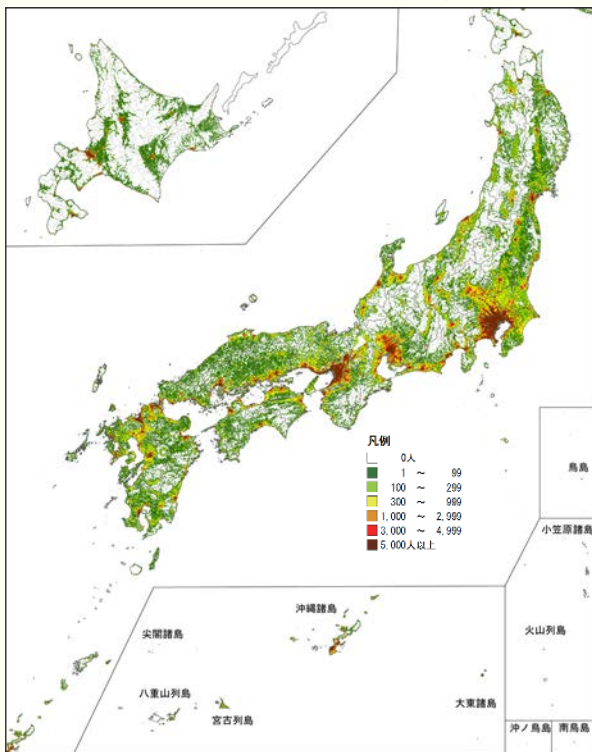 凡例
0人
1 ～ 99
100 ～ 299
300 ～ 999
1,000 ～ 2,999
3,000 ～ 4,999
5,000人以上
鳥島
小笠原諸島
火山列島
沖縄諸島
尖閣諸島
八重山列島
宮古列島
大東諸島
沖ノ鳥島
南鳥島